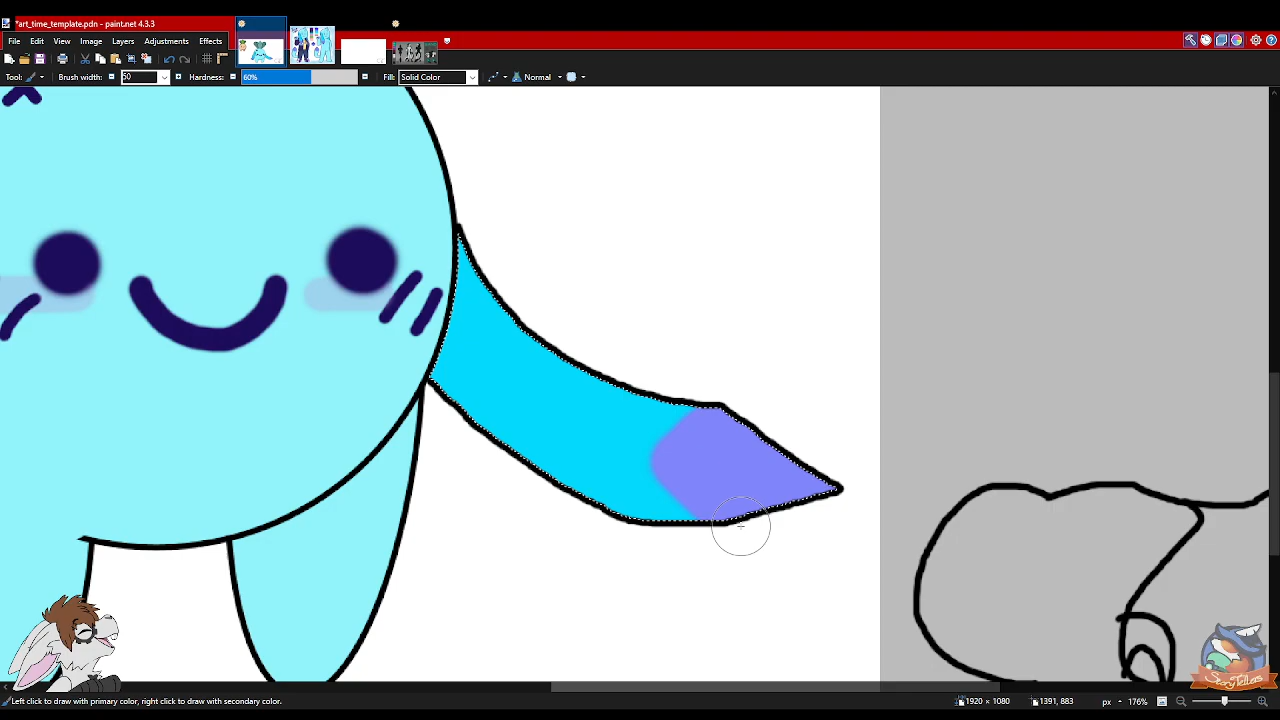 *art_time_template.pdn - paint.net 4.3.3
File Edit View Image Layers Adjustments Effects
Tool: Brush width: 50 Hardness: 60% Fill: Solid Color Normal
StoryTellers
Left click to draw with primary color, right click to draw with secondary color. 1920 × 1080 1391, 883 px 176%